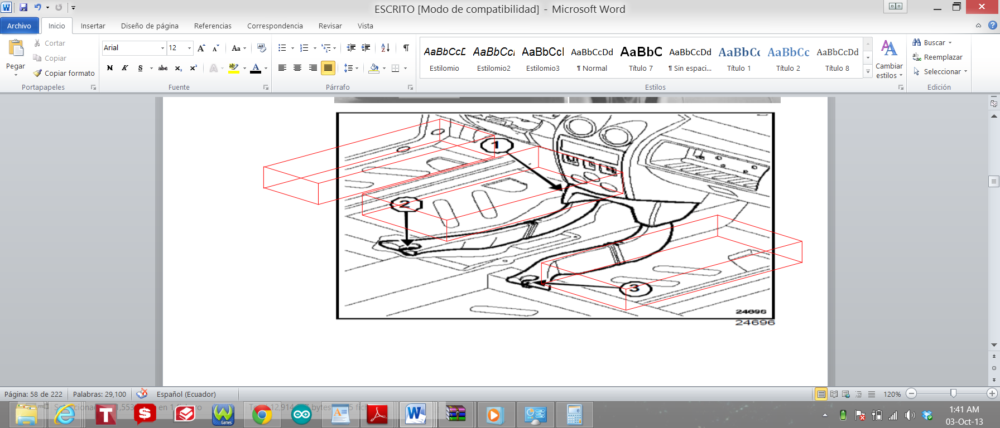 ESCRITO [Modo de compatibilidad] - Microsoft Word
Archivo Inicio Insertar Diseño de página Referencias Correspondencia Revisar Vista
Pegar
Cortar
Copiar
Copiar formato
Portapapeles
Arial 12
Fuente
Párrafo
AaBbCcD AaBbCcI AaBbCcI AaBbCcDd AaBbC AaBbCcDd AaBbCc AaBbCc AaBbCcDd
Estilomio Estilomio2 Estilomio3 ¶ Normal Título 7 ¶ Sin espaci... Título 1 Título 2 Título 8
Estilos
Cambiar
estilos
Buscar
Reemplazar
Seleccionar
Edición
1
2
3
24696
24696
Página: 58 de 222 Palabras: 29,100 Español (Ecuador) 120%
Games
1:41 AM
03-Oct-13